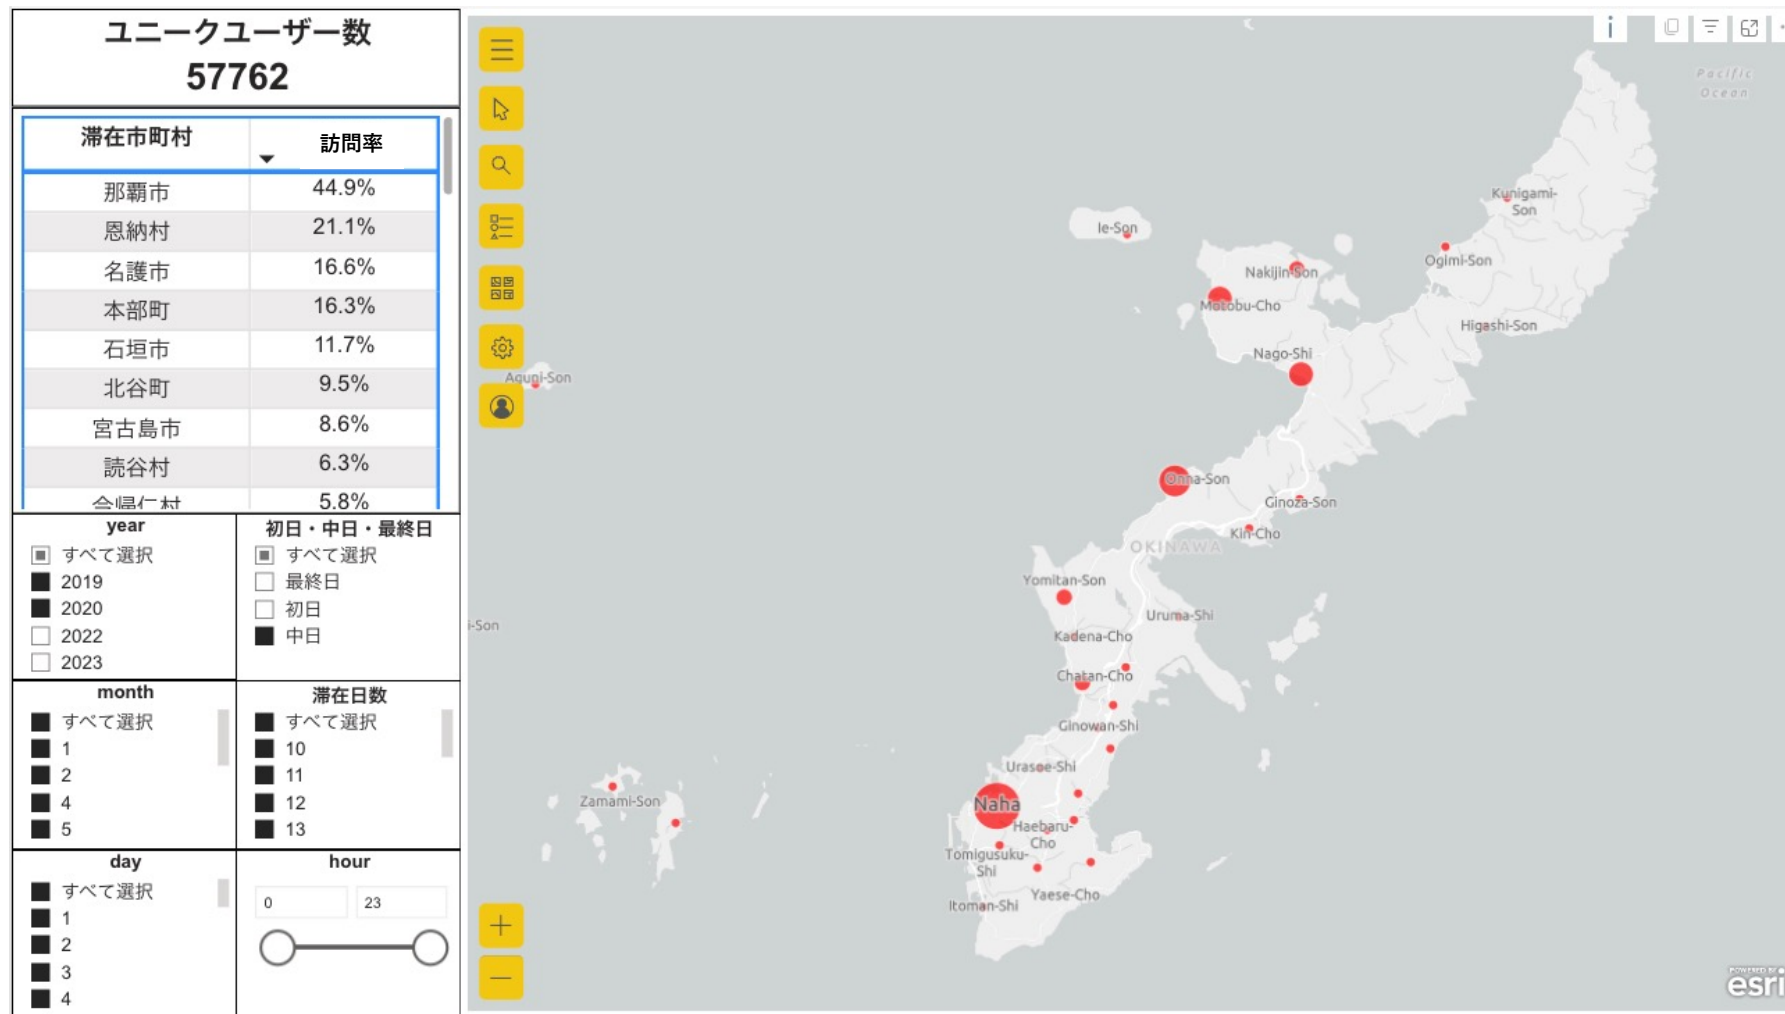 ユニークユーザー数
57762
滞在市町村 訪問率
那覇市 44.9%
恩納村 21.1%
名護市 16.6%
本部町 16.3%
石垣市 11.7%
北谷町 9.5%
宮古島市 8.6%
読谷村 6.3%
今帰仁村 5.8%
year
すべて選択
2019
2020
2022
2023
初日・中日・最終日
すべて選択
最終日
初日
中日
month
すべて選択
1
2
4
5
滞在日数
すべて選択
10
11
12
13
day
すべて選択
1
2
3
4
hour
0 23
Pacific
Ocean
Kunigami-
Son
Ie-Son
Ogimi-Son
Nakijin-Son
Motobu-Cho
Higashi-Son
Nago-Shi
Aguni-Son
Onna-Son
Ginoza-Son
Kin-Cho
OKINAWA
Yomitan-Son
Uruma-Shi
i-Son
Kadena-Cho
Chatan-Cho
Ginowan-Shi
Urasoe-Shi
Zamami-Son
Naha
Haebaru-
Cho
Tomigusuku-
Shi
Yaese-Cho
Itoman-Shi
POWERED BY
esri